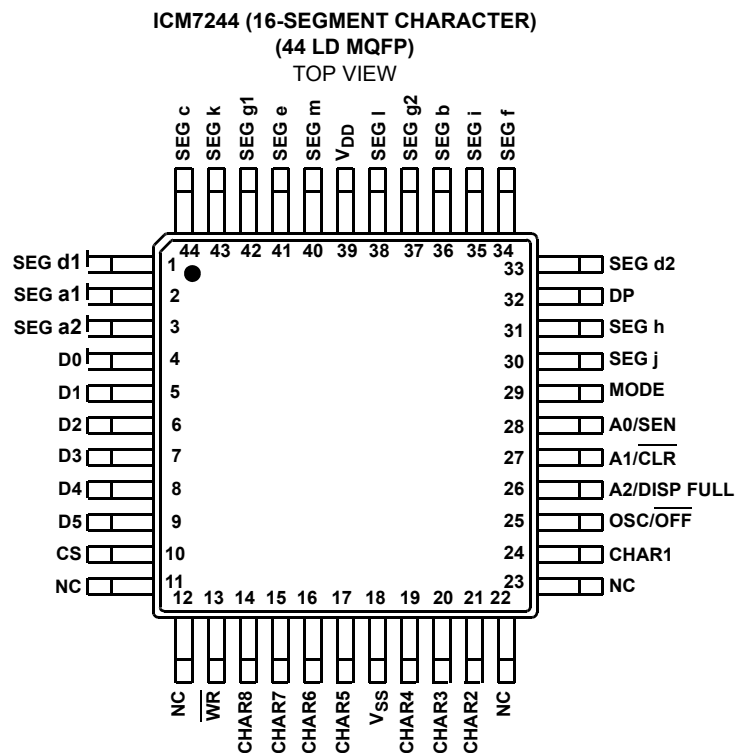 ICM7244 (16-SEGMENT CHARACTER)
(44 LD MQFP)
TOP VIEW
SEG c
SEG k
SEG g1
SEG e
SEG m
VDD
SEG l
SEG g2
SEG b
SEG i
SEG f
44 43 42 41 40 39 38 37 36 35 34
SEG d1 1
SEG a1 2
SEG a2 3
D0 4
D1 5
D2 6
D3 7
D4 8
D5 9
CS 10
NC 11
33 SEG d2
32 DP
31 SEG h
30 SEG j
29 MODE
28 A0/SEN
27 A1/CLR
26 A2/DISP FULL
25 OSC/OFF
24 CHAR1
23 NC
12 13 14 15 16 17 18 19 20 21 22
NC
WR
CHAR8
CHAR7
CHAR6
CHAR5
VSS
CHAR4
CHAR3
CHAR2
NC